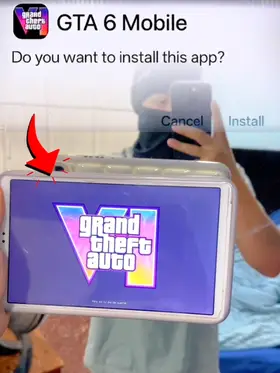 GTA 6 Mobile
Do you want to install this app?
Cancel
Install
VI
grand
theft
auto